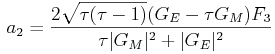 $a_2 = \frac{2\sqrt{\tau(\tau-1)}(G_E - \tau G_M)F_3}{\tau|G_M|^2 + |G_E|^2}$